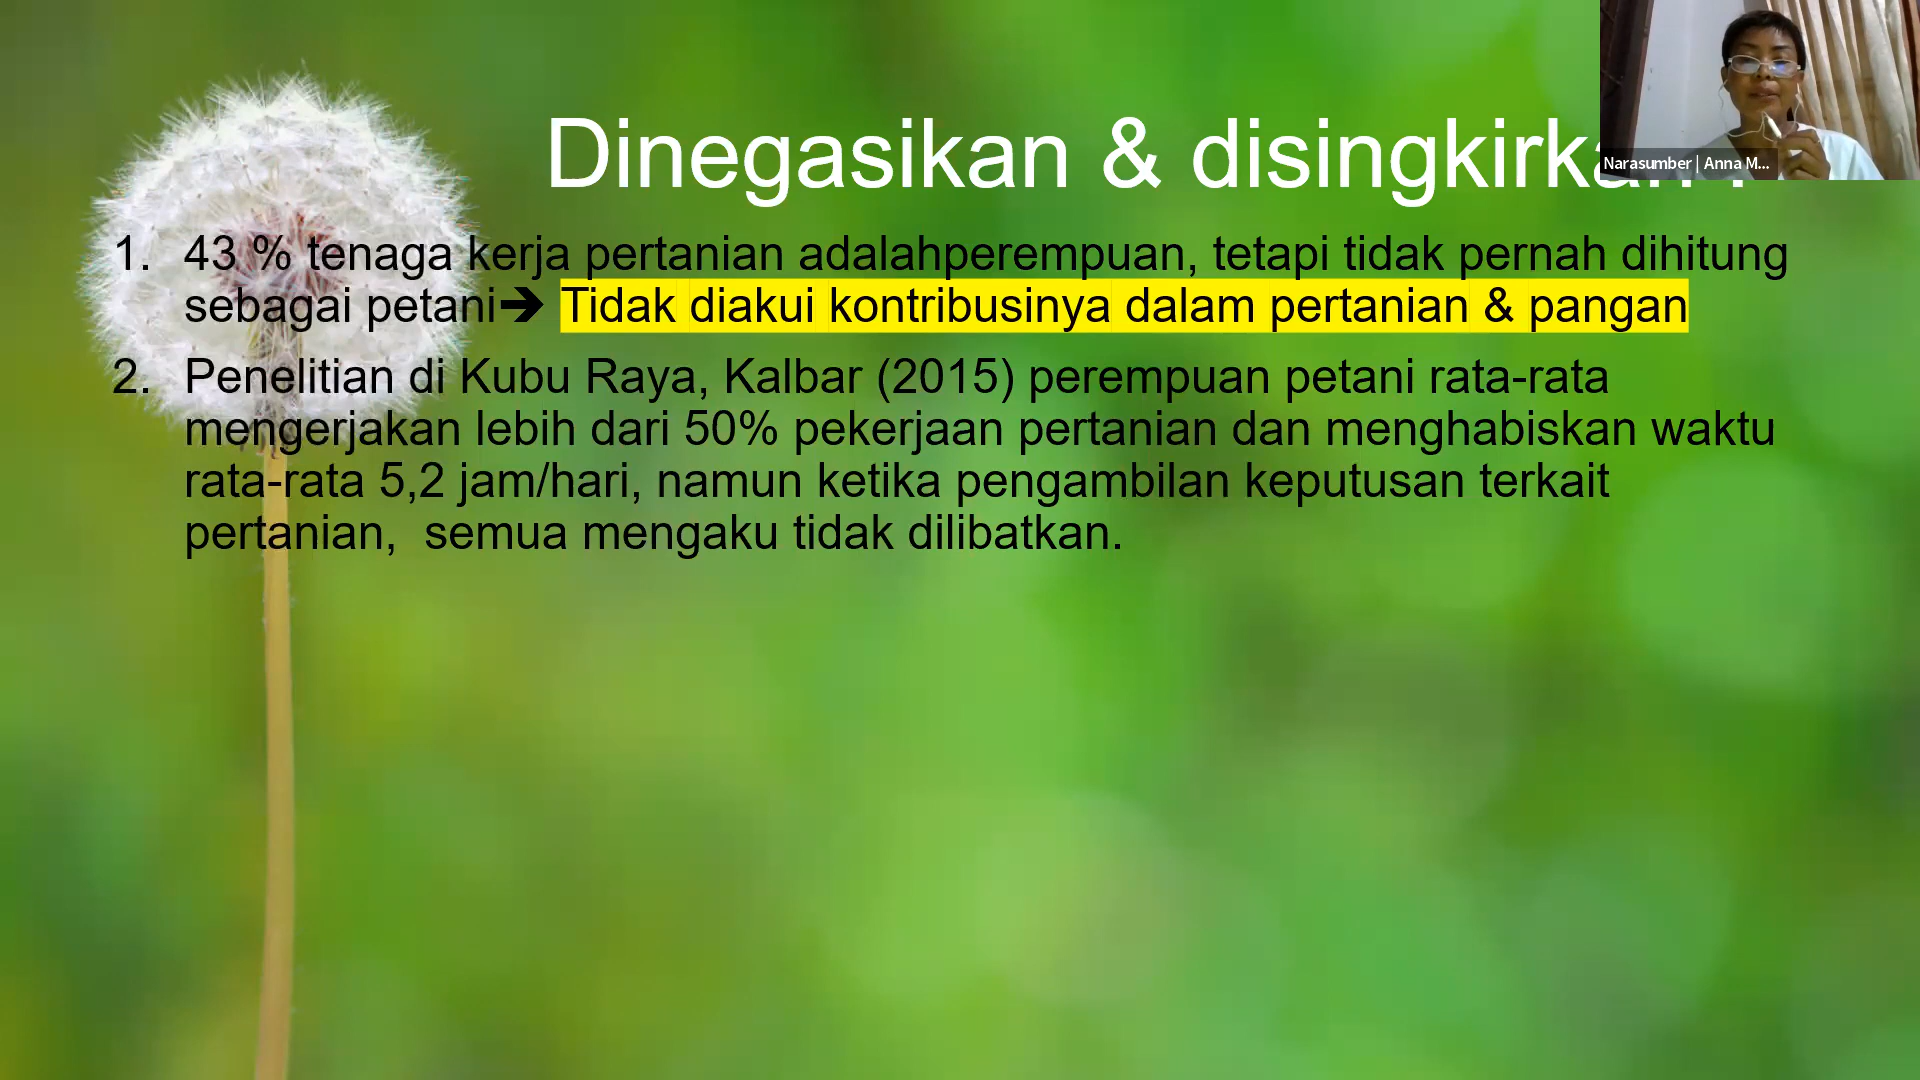 Dinegasikan & disingkirkan
Narasumber | Anna M...
1. 43 % tenaga kerja pertanian adalahperempuan, tetapi tidak pernah dihitung
sebagai petani➔ Tidak diakui kontribusinya dalam pertanian & pangan
2. Penelitian di Kubu Raya, Kalbar (2015) perempuan petani rata-rata
mengerjakan lebih dari 50% pekerjaan pertanian dan menghabiskan waktu
rata-rata 5,2 jam/hari, namun ketika pengambilan keputusan terkait
pertanian,  semua mengaku tidak dilibatkan.